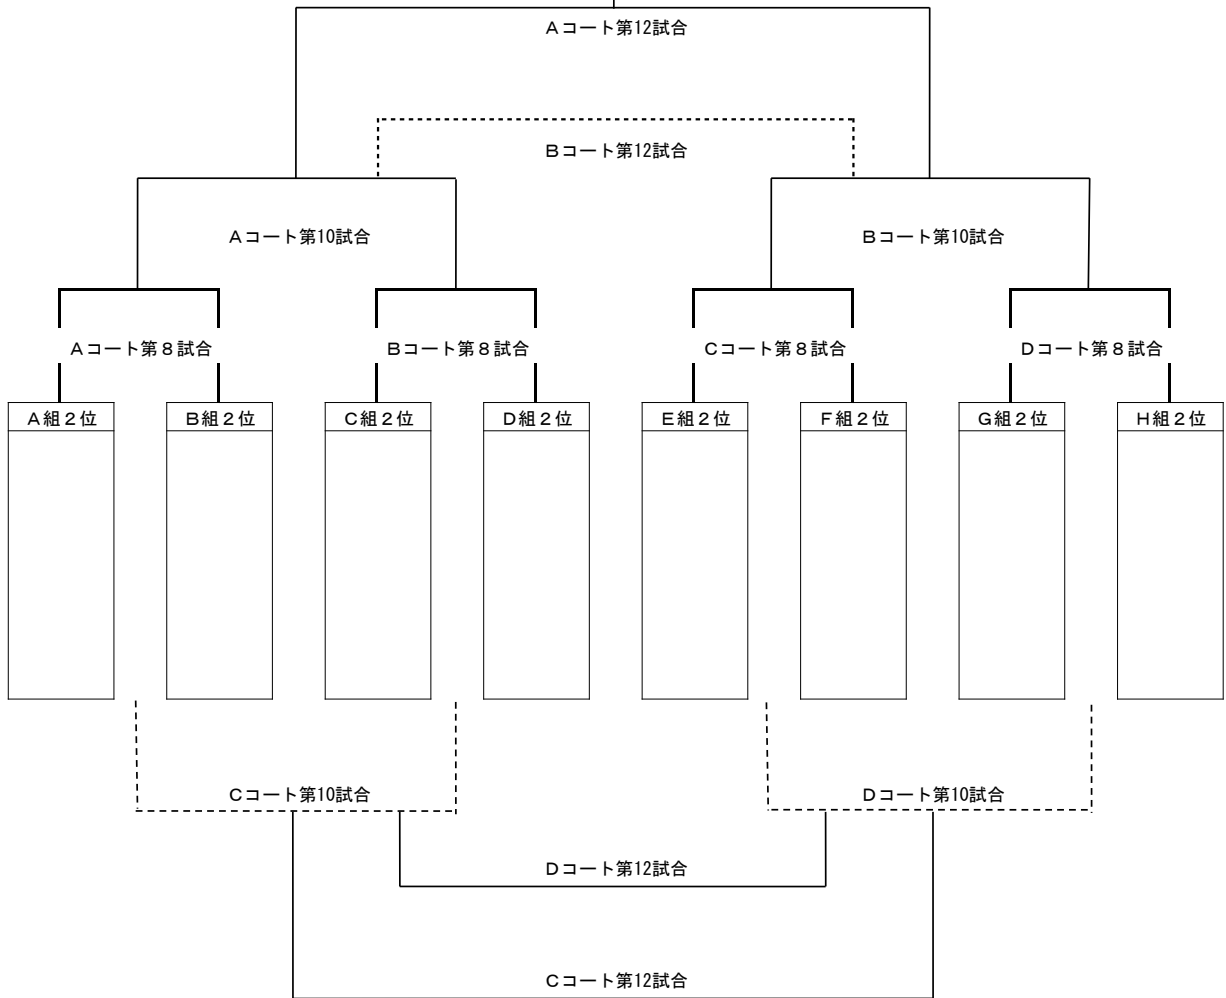 Ａコート第12試合
Ｂコート第12試合
Ａコート第10試合
Ｂコート第10試合
Ａコート第８試合
Ｂコート第８試合
Ｃコート第８試合
Ｄコート第８試合
Ａ組２位
Ｂ組２位
Ｃ組２位
Ｄ組２位
Ｅ組２位
Ｆ組２位
Ｇ組２位
Ｈ組２位
Ｃコート第10試合
Ｄコート第10試合
Ｄコート第12試合
Ｃコート第12試合